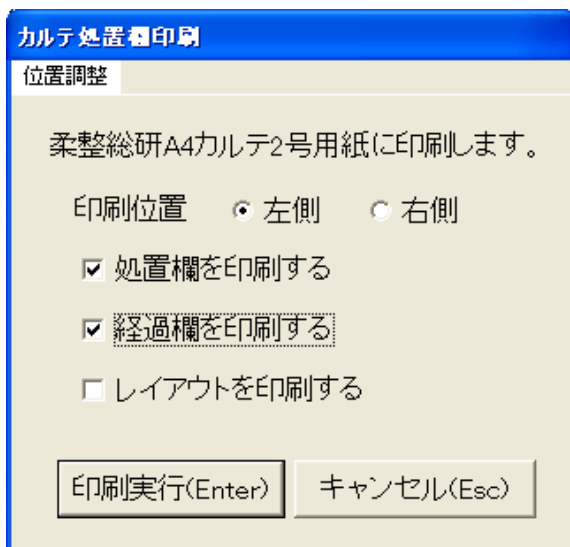 カルテ処置欄印刷
位置調整
柔整総研A4カルテ2号用紙に印刷します。
印刷位置 左側 右側
処置欄を印刷する
経過欄を印刷する
レイアウトを印刷する
印刷実行(Enter) キャンセル(Esc)